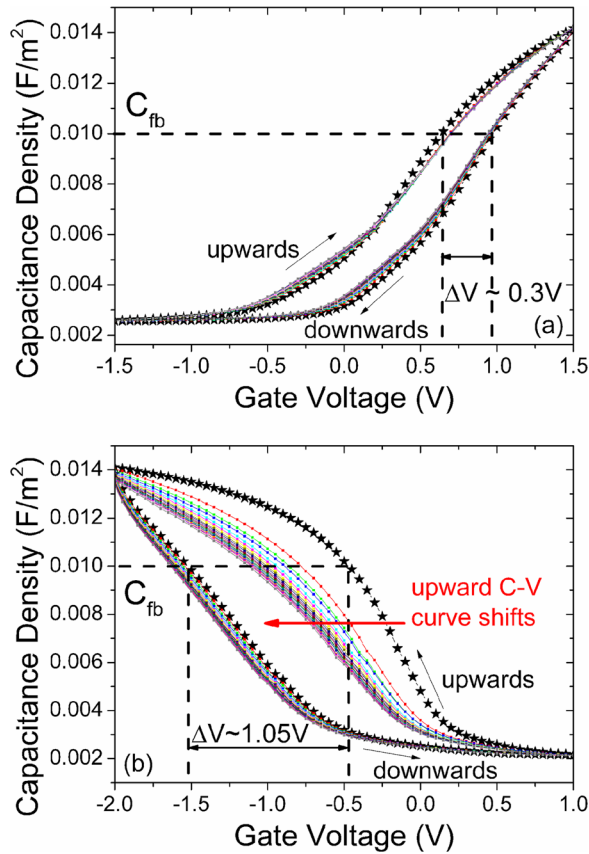 0.014
0.012
0.010
0.008
0.006
0.004
0.002
Capacitance Density (F/m²)
C_fb
upwards
downwards
ΔV ~ 0.3V
(a)
-1.5 -1.0 -0.5 0.0 0.5 1.0 1.5
Gate Voltage (V)
0.014
0.012
0.010
0.008
0.006
0.004
0.002
Capacitance Density (F/m²)
C_fb
upward C-V
curve shifts
upwards
ΔV~1.05V
(b)
downwards
-2.0 -1.5 -1.0 -0.5 0.0 0.5 1.0
Gate Voltage (V)